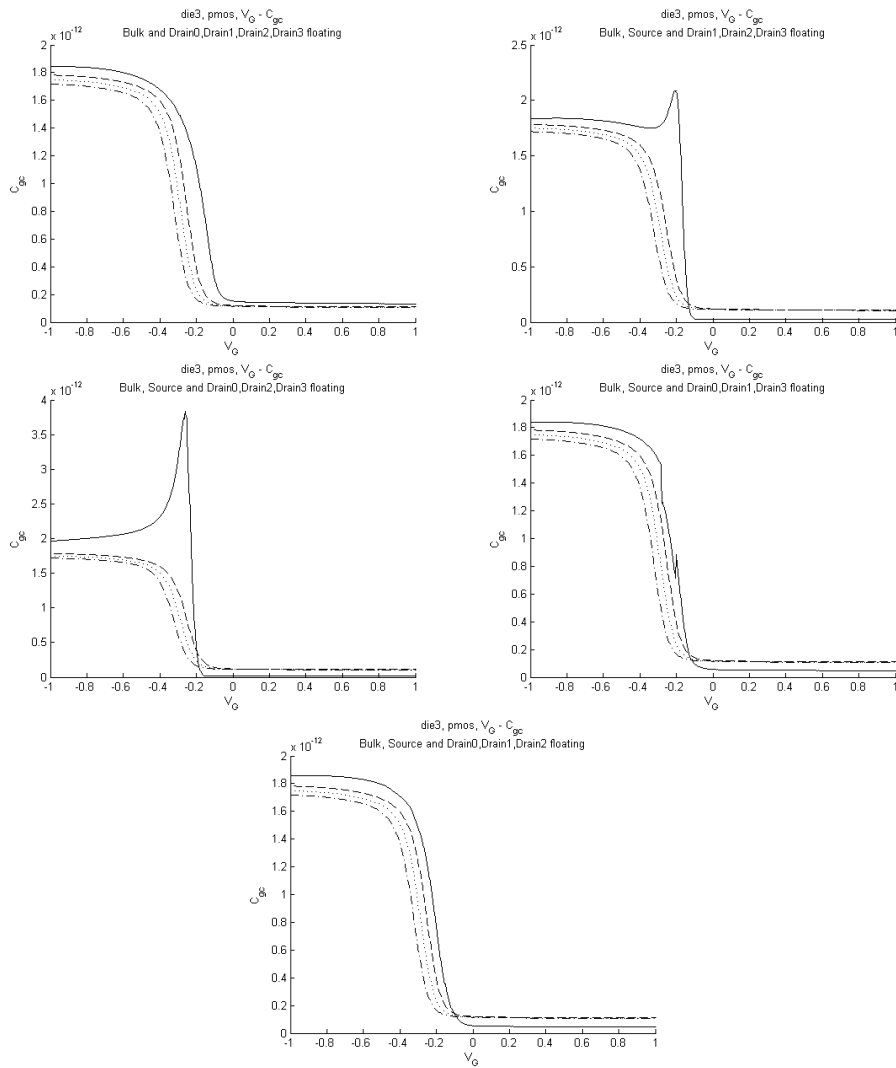 die3, pmos, V_G - C_gc
Bulk and Drain0,Drain1,Drain2,Drain3 floating
x 10^-12
2
1.8
1.6
1.4
1.2
1
0.8
0.6
0.4
0.2
0
C_gc
-1 -0.8 -0.6 -0.4 -0.2 0 0.2 0.4 0.6 0.8 1
V_G
die3, pmos, V_G - C_gc
Bulk, Source and Drain1,Drain2,Drain3 floating
x 10^-12
2.5
2
1.5
1
0.5
0
C_gc
-1 -0.8 -0.6 -0.4 -0.2 0 0.2 0.4 0.6 0.8 1
V_G
die3, pmos, V_G - C_gc
Bulk, Source and Drain0,Drain2,Drain3 floating
x 10^-12
4
3.5
3
2.5
2
1.5
1
0.5
0
C_gc
-1 -0.8 -0.6 -0.4 -0.2 0 0.2 0.4 0.6 0.8 1
V_G
die3, pmos, V_G - C_gc
Bulk, Source and Drain0,Drain1,Drain3 floating
x 10^-12
2
1.8
1.6
1.4
1.2
1
0.8
0.6
0.4
0.2
0
C_gc
-1 -0.8 -0.6 -0.4 -0.2 0 0.2 0.4 0.6 0.8 1
V_G
die3, pmos, V_G - C_gc
Bulk, Source and Drain0,Drain1,Drain2 floating
x 10^-12
2
1.8
1.6
1.4
1.2
1
0.8
0.6
0.4
0.2
0
C_gc
-1 -0.8 -0.6 -0.4 -0.2 0 0.2 0.4 0.6 0.8 1
V_G